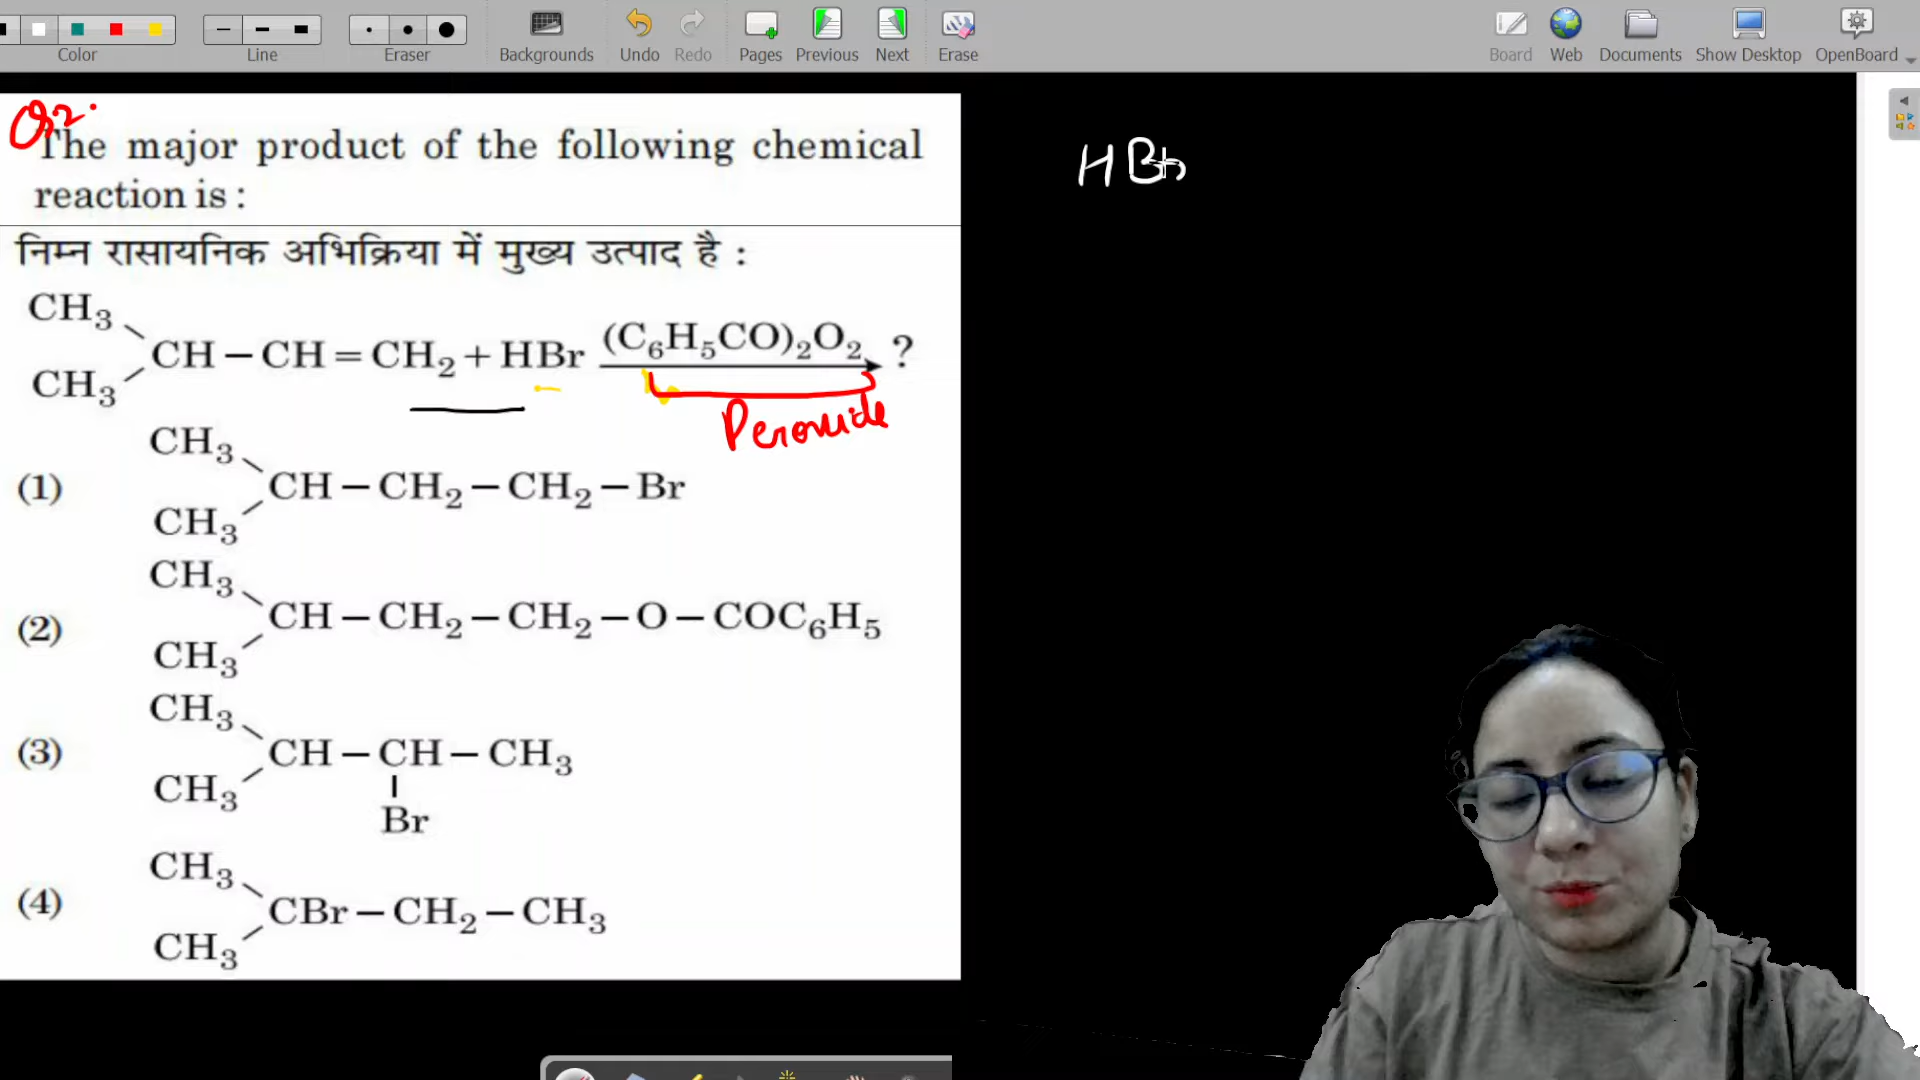 Color Line Eraser Backgrounds Undo Redo Pages Previous Next Erase Board Web Documents Show Desktop OpenBoard
Q2.
The major product of the following chemical
reaction is :
निम्न रासायनिक अभिक्रिया में मुख्य उत्पाद है :
CH₃
CH₃
CH – CH = CH₂ + HBr (C₆H₅CO)₂O₂ ?
Peroxide
(1)
CH₃
CH₃
CH – CH₂ – CH₂ – Br
(2)
CH₃
CH₃
CH – CH₂ – CH₂ – O – COC₆H₅
(3)
CH₃
CH₃
CH – CH – CH₃
Br
(4)
CH₃
CH₃
CBr – CH₂ – CH₃
HBr